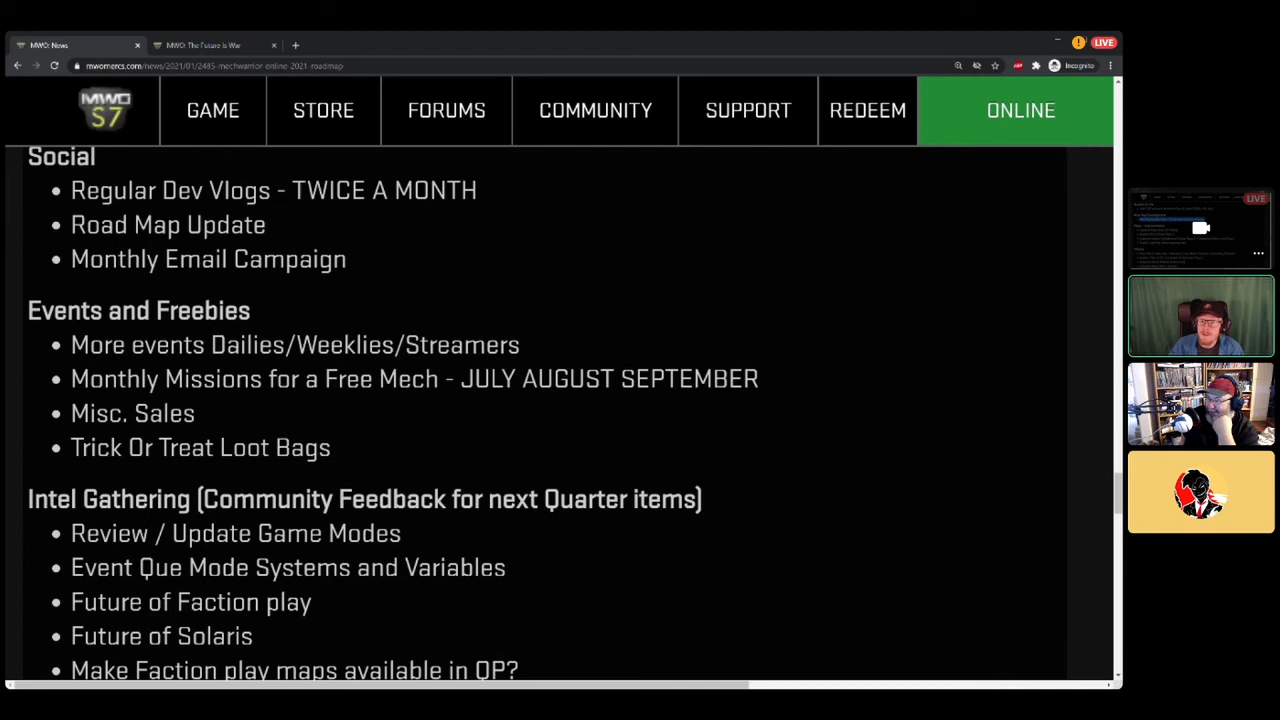 MWO: News
MWO: The Future Is War
LIVE
mwomercs.com/news/2021/01/2485-mechwarrior-online-2021-roadmap
ABP
Incognito
MWO
S7
GAME
STORE
FORUMS
COMMUNITY
SUPPORT
REDEEM
ONLINE
Social
Regular Dev Vlogs - TWICE A MONTH
Road Map Update
Monthly Email Campaign
Events and Freebies
More events Dailies/Weeklies/Streamers
Monthly Missions for a Free Mech - JULY AUGUST SEPTEMBER
Misc. Sales
Trick Or Treat Loot Bags
Intel Gathering (Community Feedback for next Quarter items)
Review / Update Game Modes
Event Que Mode Systems and Variables
Future of Faction play
Future of Solaris
Make Faction play maps available in QP?
LIVE